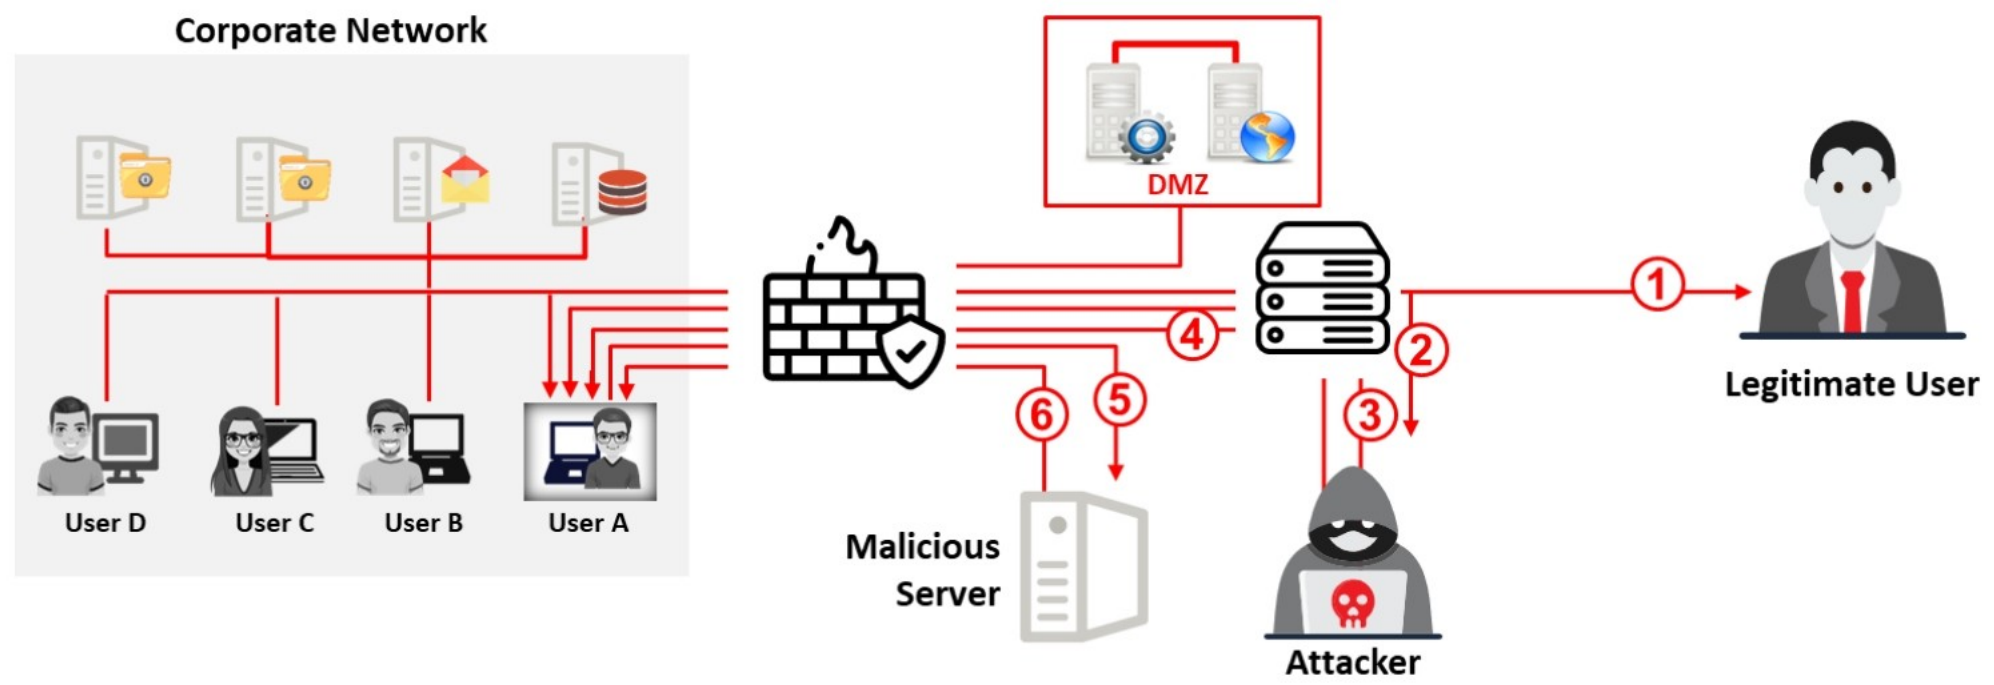 Corporate Network
DMZ
1
4
2
Legitimate User
6
5
3
User D
User C
User B
User A
Malicious
Server
Attacker